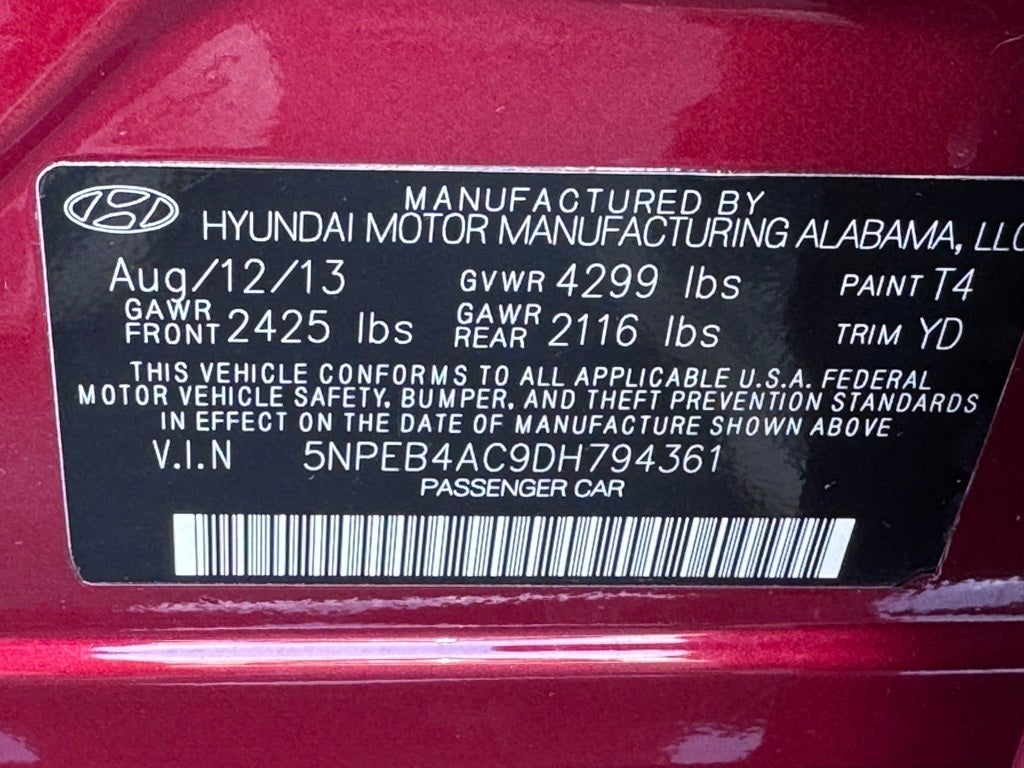 MANUFACTURED BY
HYUNDAI MOTOR MANUFACTURING ALABAMA, LLC
Aug/12/13 GVWR 4299 lbs PAINT T4
GAWR FRONT 2425 lbs GAWR REAR 2116 lbs TRIM YD
THIS VEHICLE CONFORMS TO ALL APPLICABLE U.S.A. FEDERAL
MOTOR VEHICLE SAFETY, BUMPER, AND THEFT PREVENTION STANDARDS
IN EFFECT ON THE DATE OF MANUFACTURE SHOWN ABOVE
V.I.N 5NPEB4AC9DH794361
PASSENGER CAR